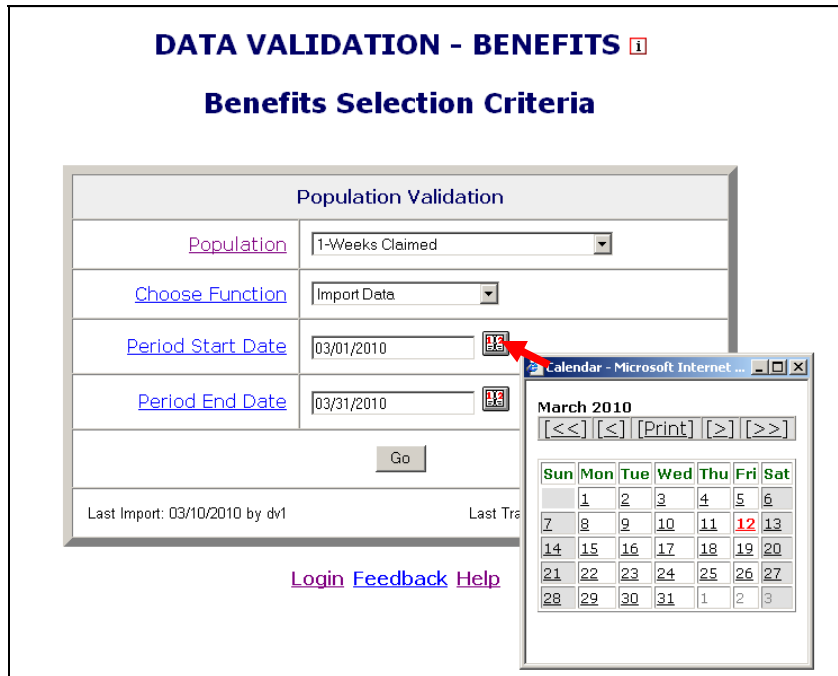 DATA VALIDATION - BENEFITS i
Benefits Selection Criteria
Population Validation
Population 1-Weeks Claimed
Choose Function Import Data
Period Start Date 03/01/2010
Period End Date 03/31/2010
Go
Last Import: 03/10/2010 by dv1 Last Tra
Login Feedback Help
Calendar - Microsoft Internet ...
March 2010
[<<] [<] [Print] [>] [>>]
Sun Mon Tue Wed Thu Fri Sat
1 2 3 4 5 6
7 8 9 10 11 12 13
14 15 16 17 18 19 20
21 22 23 24 25 26 27
28 29 30 31 1 2 3